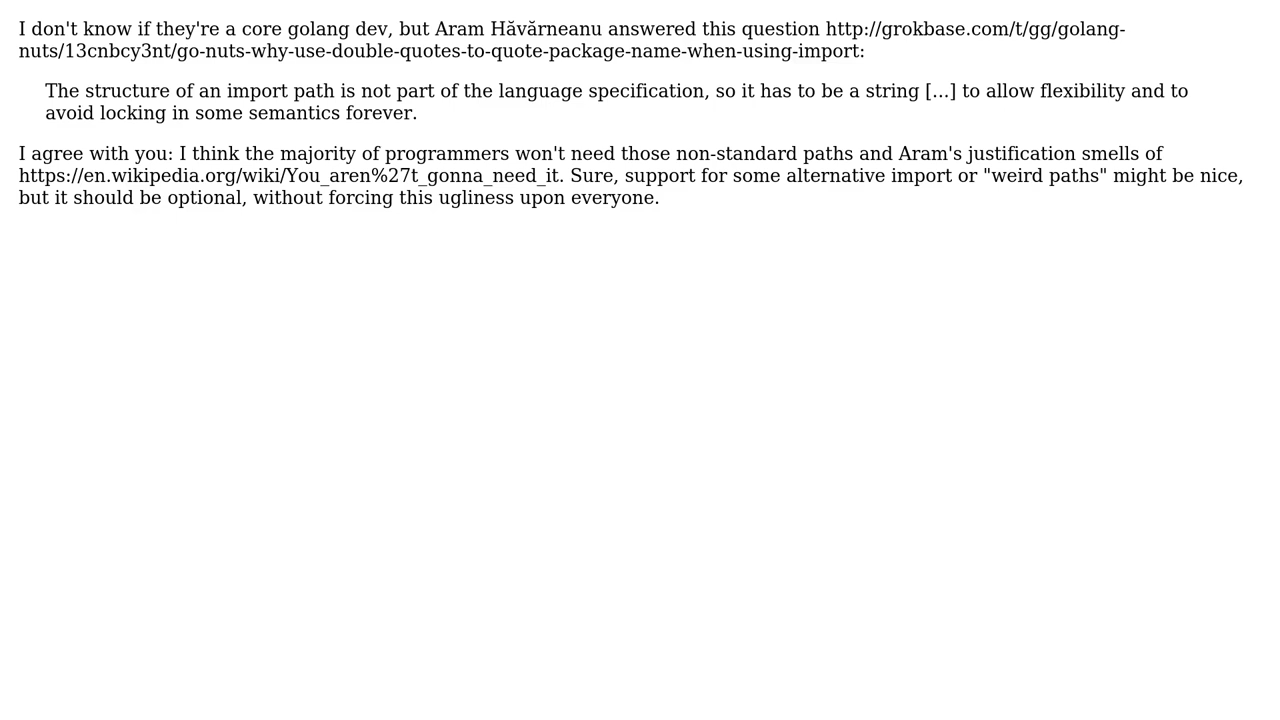 I don't know if they're a core golang dev, but Aram Hăvărneanu answered this question http://grokbase.com/t/gg/golang-
nuts/13cnbcy3nt/go-nuts-why-use-double-quotes-to-quote-package-name-when-using-import:
The structure of an import path is not part of the language specification, so it has to be a string [...] to allow flexibility and to
avoid locking in some semantics forever.
I agree with you: I think the majority of programmers won't need those non-standard paths and Aram's justification smells of
https://en.wikipedia.org/wiki/You_aren%27t_gonna_need_it. Sure, support for some alternative import or "weird paths" might be nice,
but it should be optional, without forcing this ugliness upon everyone.